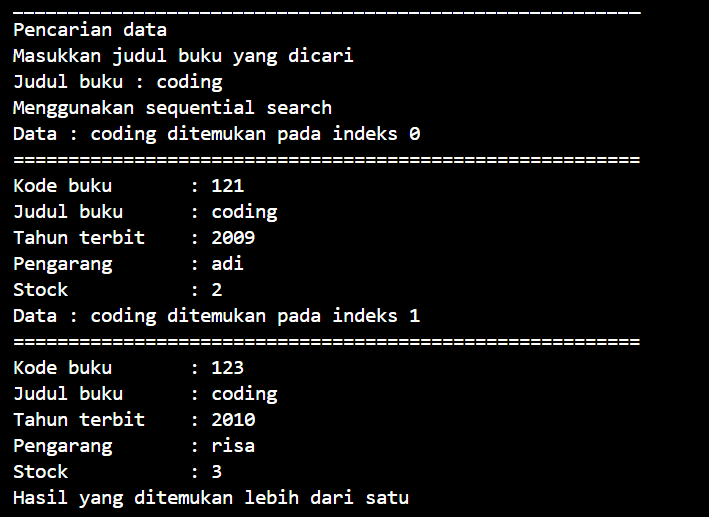 _________________________________________________________
Pencarian data
Masukkan judul buku yang dicari
Judul buku : coding
Menggunakan sequential search
Data : coding ditemukan pada indeks 0
=========================================================
Kode buku       : 121
Judul buku      : coding
Tahun terbit    : 2009
Pengarang       : adi
Stock           : 2
Data : coding ditemukan pada indeks 1
=========================================================
Kode buku       : 123
Judul buku      : coding
Tahun terbit    : 2010
Pengarang       : risa
Stock           : 3
Hasil yang ditemukan lebih dari satu